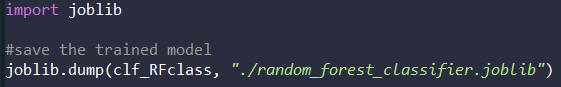 import joblib
#save the trained model
joblib.dump(clf_RFclass, "./random_forest_classifier.joblib")